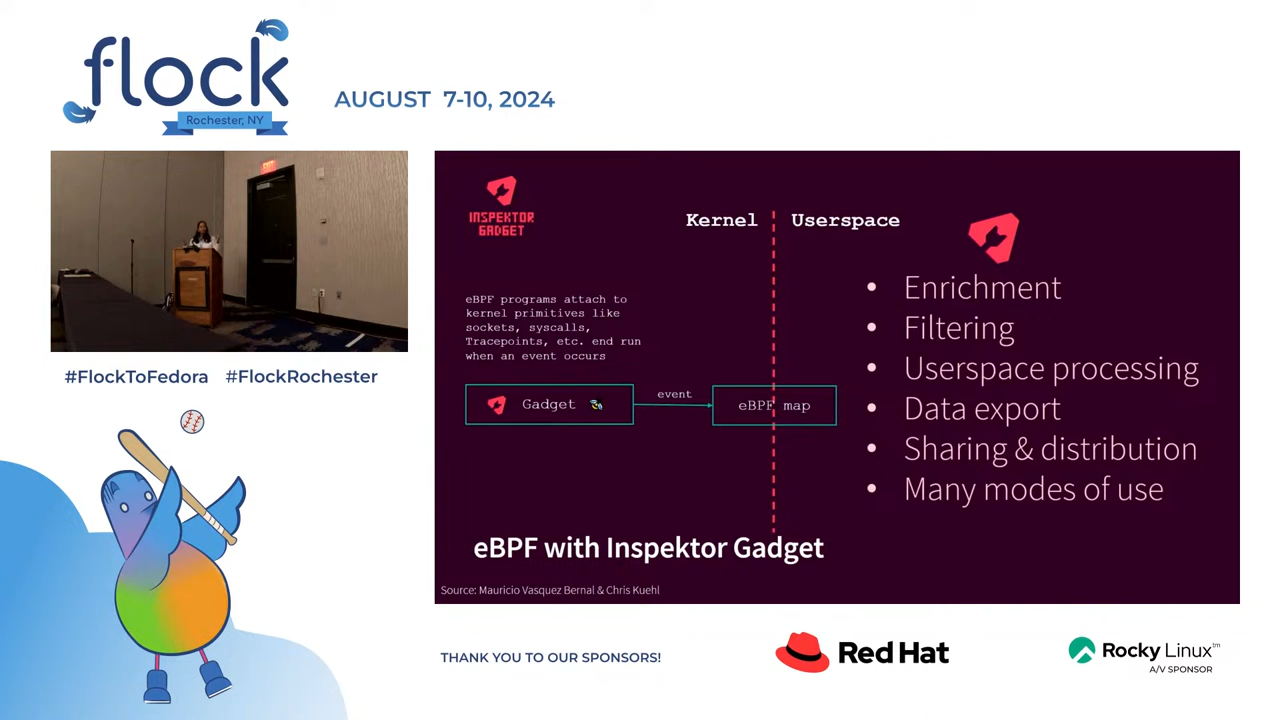 flock
Rochester, NY
AUGUST 7-10, 2024
#FlockToFedora #FlockRochester
INSPEKTOR
GADGET
Kernel
Userspace
eBPF programs attach to
kernel primitives like
sockets, syscalls,
Tracepoints, etc. end run
when an event occurs
Gadget
event
eBPF map
• Enrichment
• Filtering
• Userspace processing
• Data export
• Sharing & distribution
• Many modes of use
eBPF with Inspektor Gadget
Source: Mauricio Vasquez Bernal & Chris Kuehl
THANK YOU TO OUR SPONSORS!
Red Hat
Rocky Linux™
A/V SPONSOR